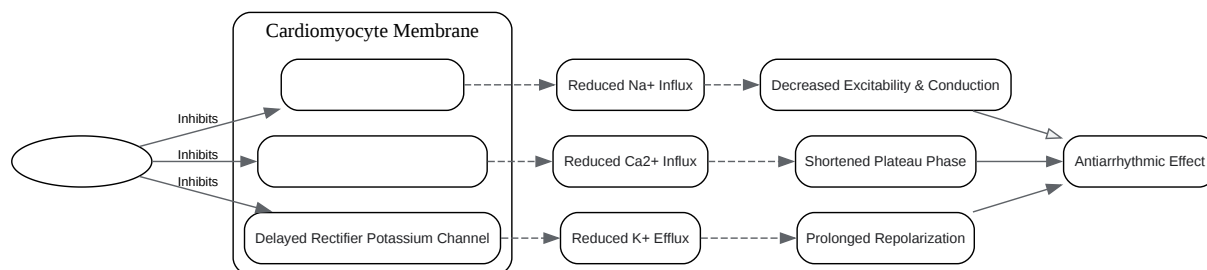 Cardiomyocyte Membrane
Reduced Na+ Influx
Decreased Excitability & Conduction
Inhibits
Inhibits
Reduced Ca2+ Influx
Shortened Plateau Phase
Antiarrhythmic Effect
Inhibits
Delayed Rectifier Potassium Channel
Reduced K+ Efflux
Prolonged Repolarization